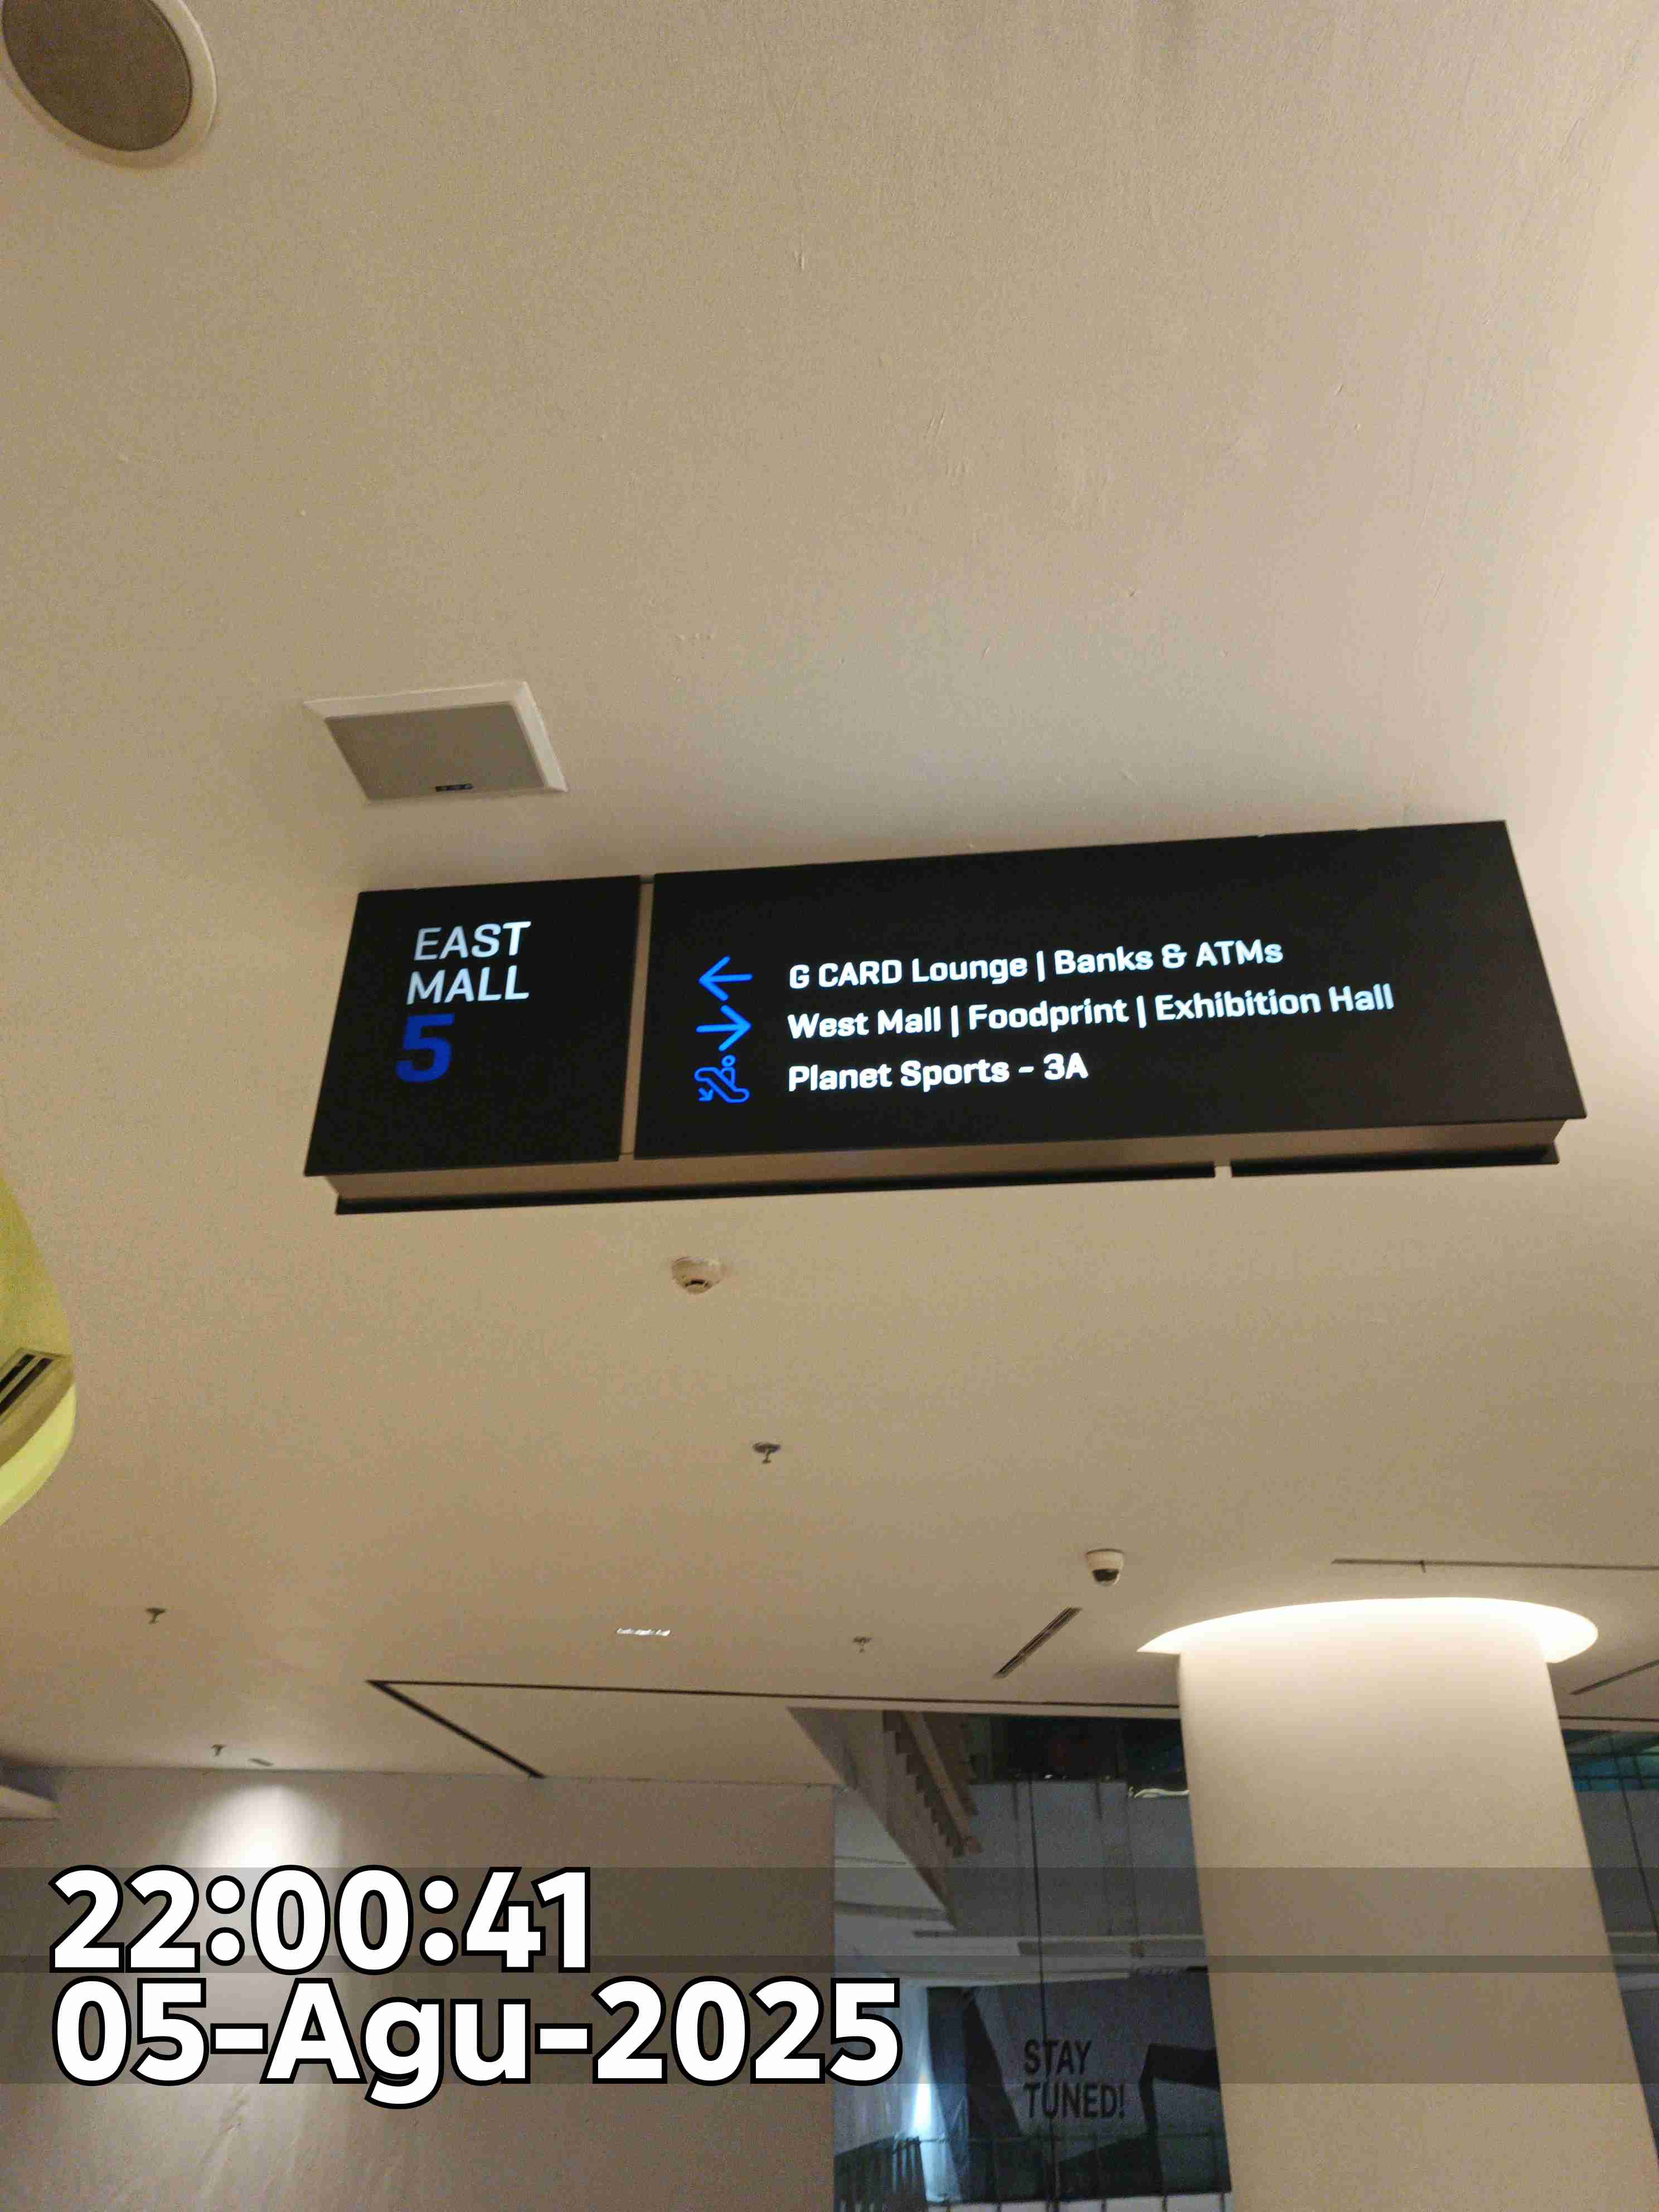 EAST
MALL
5
G CARD Lounge | Banks & ATMs
West Mall | Foodprint | Exhibition Hall
Planet Sports - 3A
22:00:41
05-Agu-2025
STAY
TUNED!